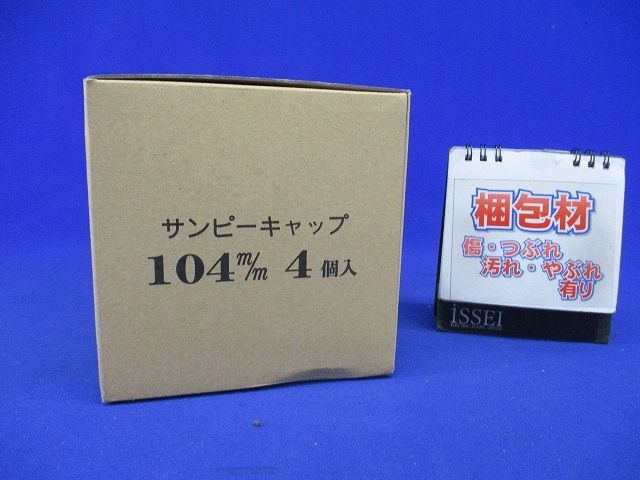 サンピーキャップ
104 m/m 4個入
梱包材
傷・つぶれ
汚れ・やぶれ
有り
iSSEI